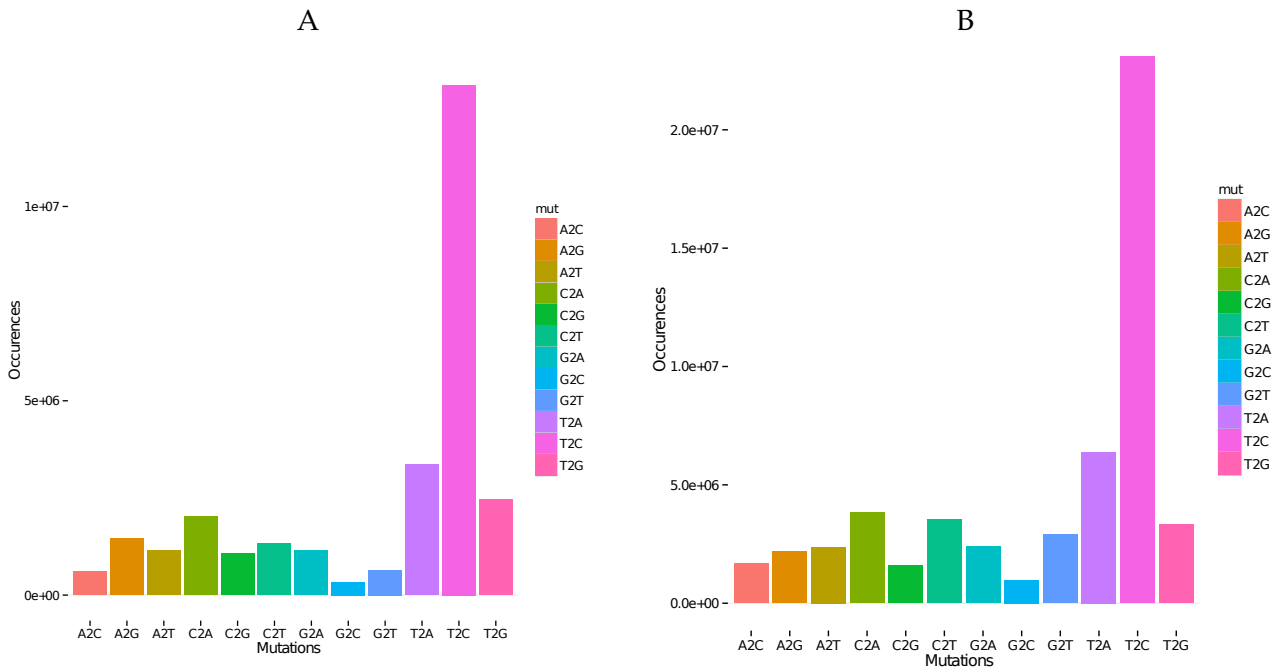 A
1e+07
5e+06
0e+00
Occurences
A2C A2G A2T C2A C2G C2T G2A G2C G2T T2A T2C T2G
Mutations
mut
A2C
A2G
A2T
C2A
C2G
C2T
G2A
G2C
G2T
T2A
T2C
T2G
B
2.0e+07
1.5e+07
1.0e+07
5.0e+06
0.0e+00
Occurences
A2C A2G A2T C2A C2G C2T G2A G2C G2T T2A T2C T2G
Mutations
mut
A2C
A2G
A2T
C2A
C2G
C2T
G2A
G2C
G2T
T2A
T2C
T2G